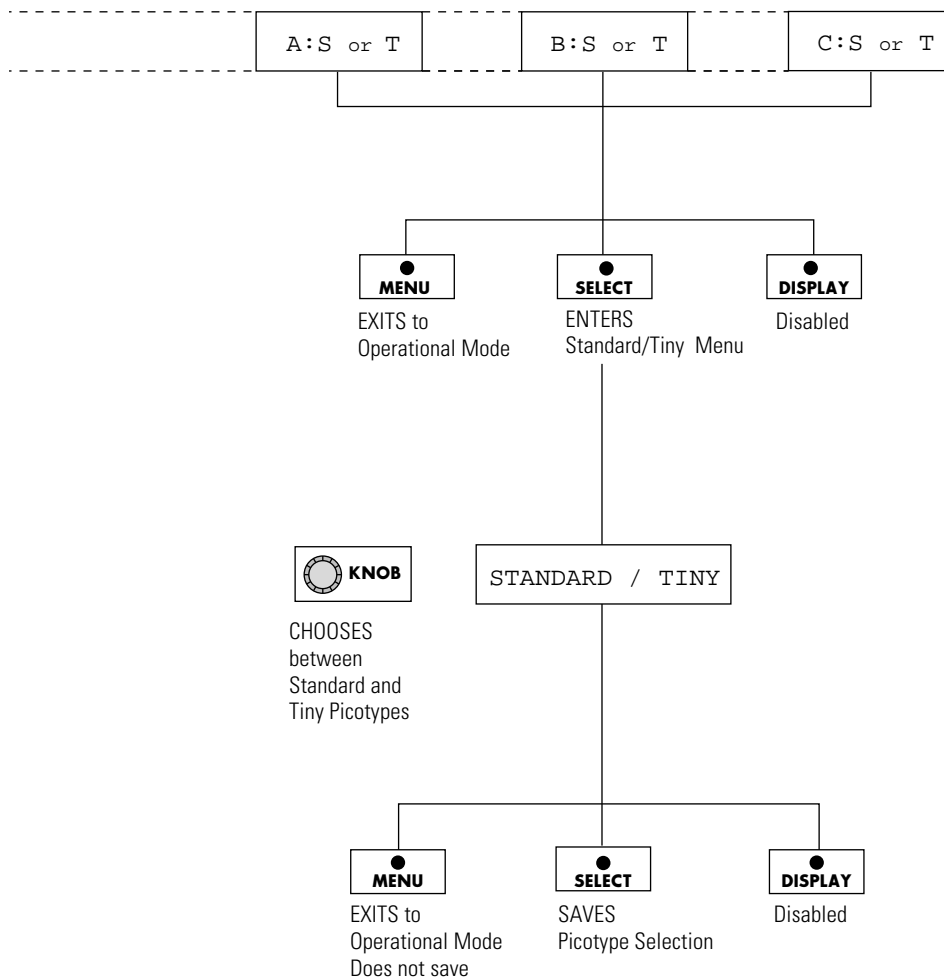 A:S or T
B:S or T
C:S or T
MENU
EXITS to
Operational Mode
SELECT
ENTERS
Standard/Tiny Menu
DISPLAY
Disabled
KNOB
CHOOSES
between
Standard and
Tiny Picotypes
STANDARD / TINY
MENU
EXITS to
Operational Mode
Does not save
SELECT
SAVES
Picotype Selection
DISPLAY
Disabled